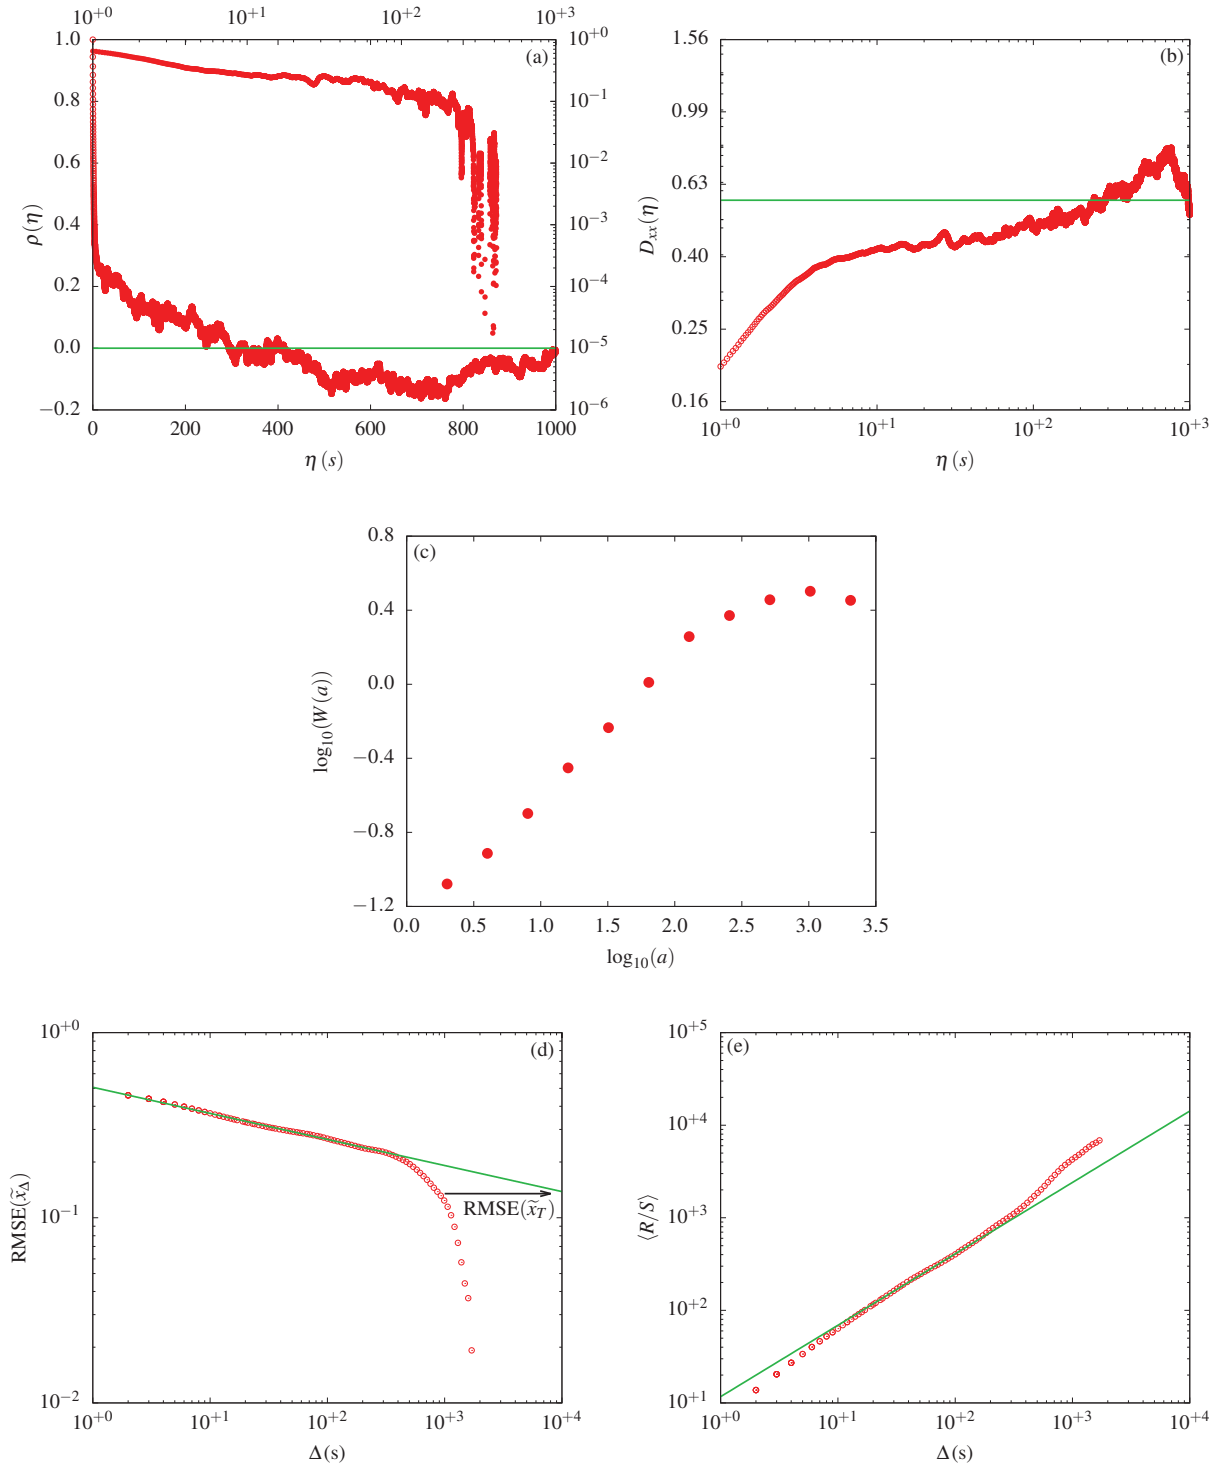 10⁺⁰ 10⁺¹ 10⁺² 10⁺³
1.0 0.8 0.6 0.4 0.2 0.0 −0.2
ρ(η)
(a)
10⁺⁰ 10⁻¹ 10⁻² 10⁻³ 10⁻⁴ 10⁻⁵ 10⁻⁶
0 200 400 600 800 1000
η (s)
1.56 0.99 0.63 0.40 0.25 0.16
D_xx(η)
(b)
10⁺⁰ 10⁺¹ 10⁺² 10⁺³
η (s)
0.8 0.4 0.0 −0.4 −0.8 −1.2
log₁₀(W(a))
(c)
0.0 0.5 1.0 1.5 2.0 2.5 3.0 3.5
log₁₀(a)
10⁺⁰ 10⁻¹ 10⁻²
RMSE(x̃_Δ)
(d)
RMSE(x̃_T)
10⁺⁰ 10⁺¹ 10⁺² 10⁺³ 10⁺⁴
Δ(s)
10⁺⁵ 10⁺⁴ 10⁺³ 10⁺² 10⁺¹
⟨R/S⟩
(e)
10⁺⁰ 10⁺¹ 10⁺² 10⁺³ 10⁺⁴
Δ(s)